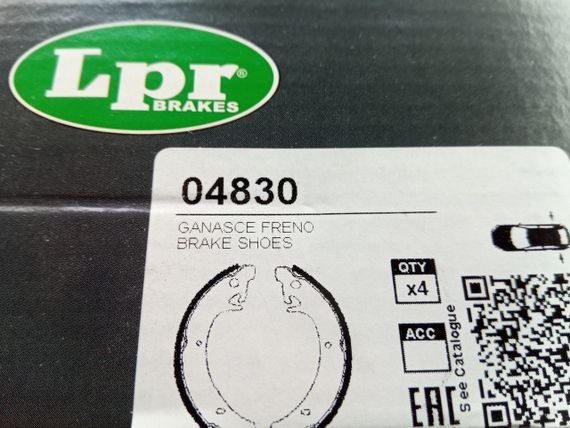 Lpr®
BRAKES
04830
GANASCE FRENO
BRAKE SHOES
QTY
x4
ACC
See Catalogue
EAC